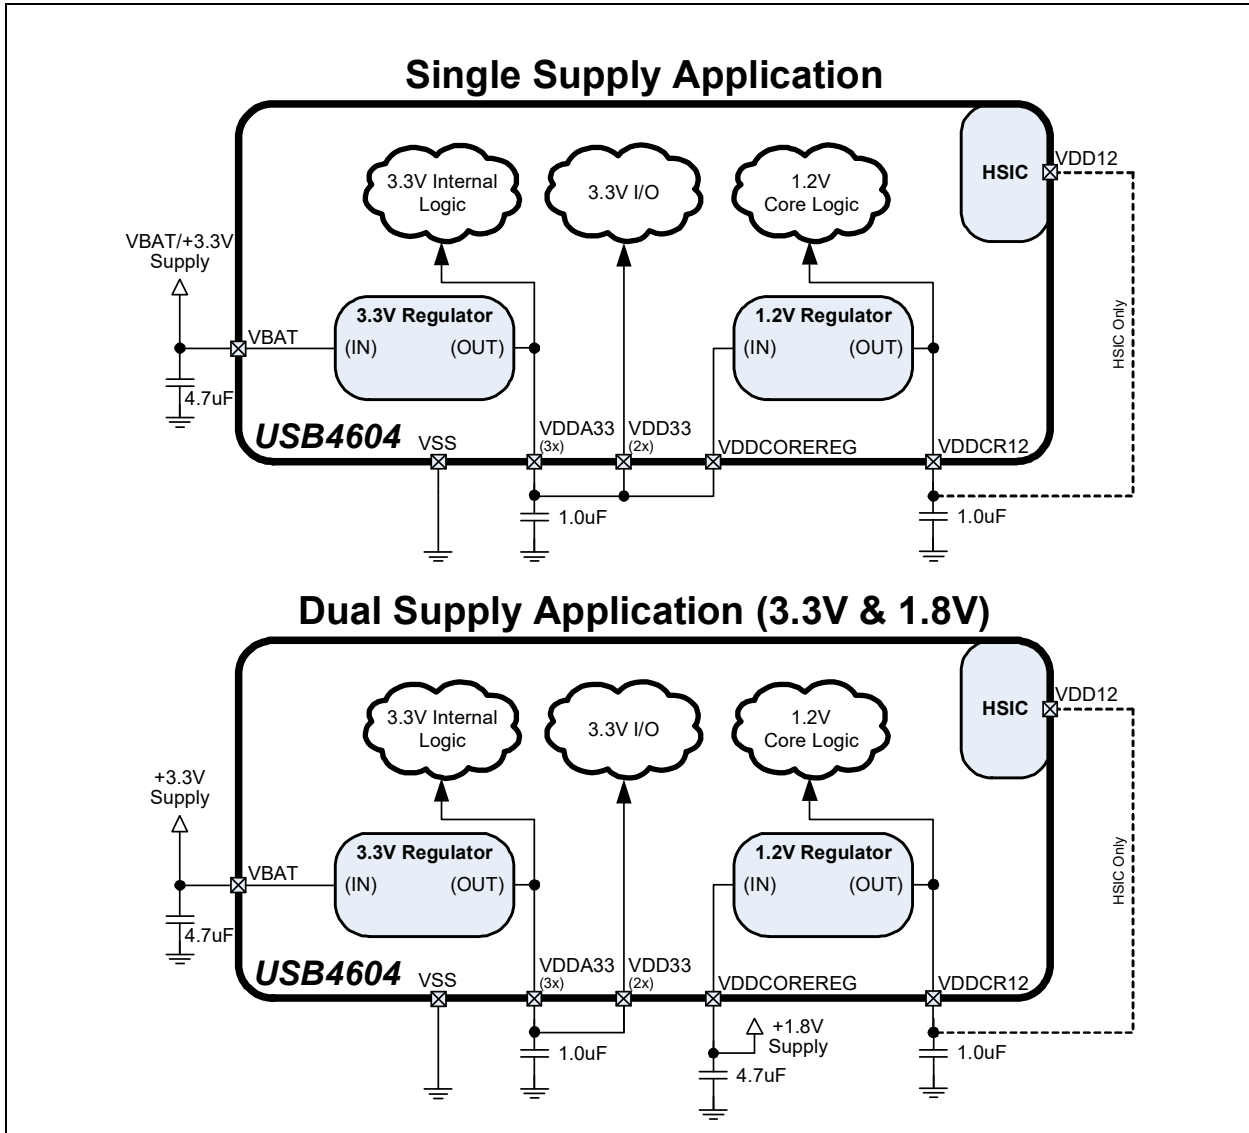 Single Supply Application
HSIC
VDD12
3.3V Internal
Logic
3.3V I/O
1.2V
Core Logic
VBAT/+3.3V
Supply
VBAT
3.3V Regulator
(IN)
(OUT)
1.2V Regulator
(IN)
(OUT)
HSIC Only
4.7uF
USB4604
VSS
VDDA33
(3x)
VDD33
(2x)
VDDCOREREG
VDDCR12
1.0uF
1.0uF
Dual Supply Application (3.3V & 1.8V)
HSIC
VDD12
3.3V Internal
Logic
3.3V I/O
1.2V
Core Logic
+3.3V
Supply
VBAT
3.3V Regulator
(IN)
(OUT)
1.2V Regulator
(IN)
(OUT)
HSIC Only
4.7uF
USB4604
VSS
VDDA33
(3x)
VDD33
(2x)
VDDCOREREG
VDDCR12
1.0uF
+1.8V
Supply
4.7uF
1.0uF